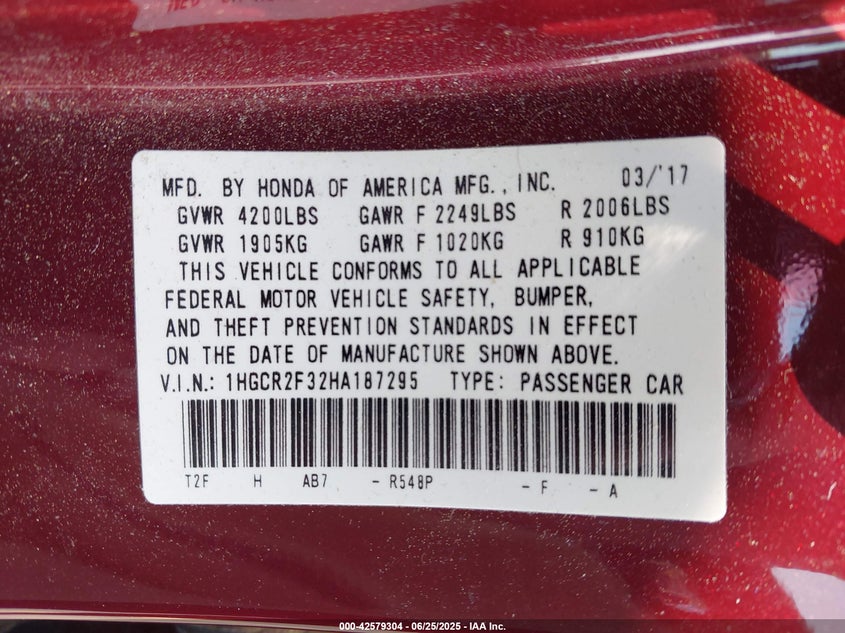 MFD. BY HONDA OF AMERICA MFG., INC. 03/'17
GVWR 4200LBS GAWR F 2249LBS R 2006LBS
GVWR 1905KG GAWR F 1020KG R 910KG
THIS VEHICLE CONFORMS TO ALL APPLICABLE
FEDERAL MOTOR VEHICLE SAFETY, BUMPER,
AND THEFT PREVENTION STANDARDS IN EFFECT
ON THE DATE OF MANUFACTURE SHOWN ABOVE.
V.I.N.: 1HGCR2F32HA187295 TYPE: PASSENGER CAR
T2F H AB7 - R548P - F - A
000-42579304 - 06/25/2025 - IAA Inc.